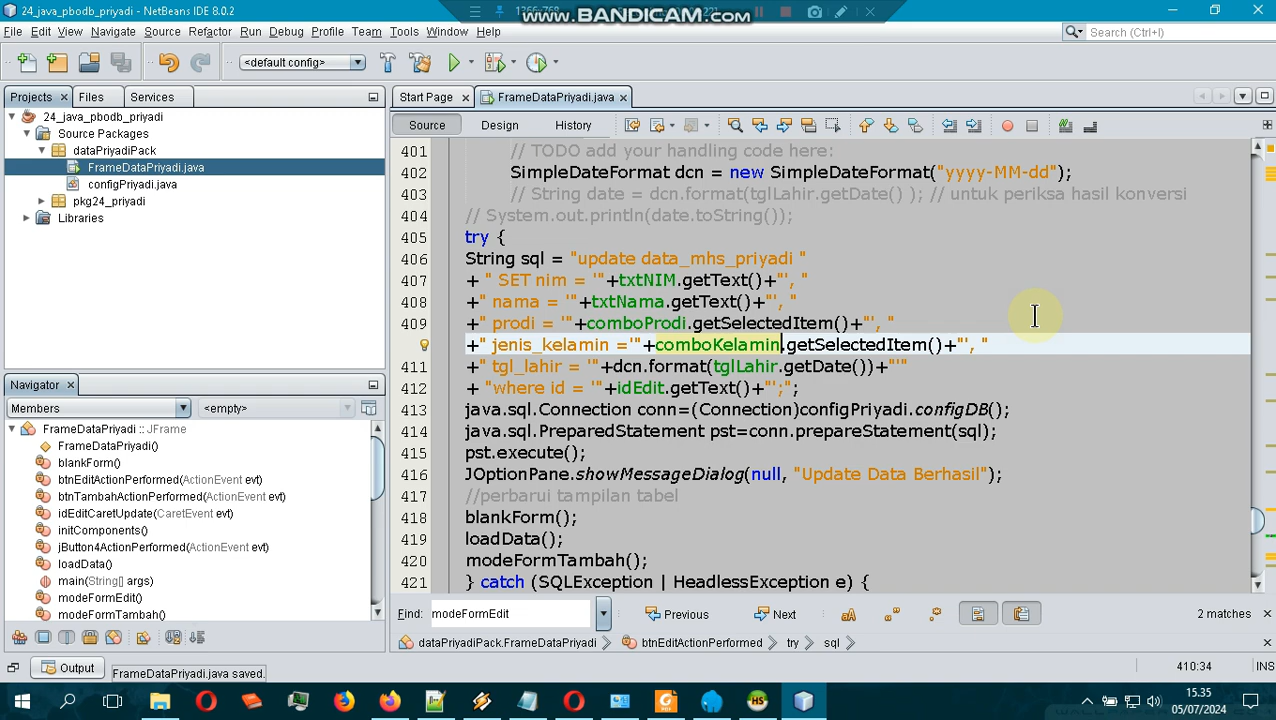 24_java_pbodb_priyadi - NetBeans IDE 8.0.2
www.BANDICAM.com
File Edit View Navigate Source Refactor Run Debug Profile Team Tools Window Help
Search (Ctrl+I)
<default config>
Projects Files Services
Start Page FrameDataPriyadi.java
24_java_pbodb_priyadi
Source Packages
dataPriyadiPack
FrameDataPriyadi.java
configPriyadi.java
pkg24_priyadi
Libraries
Source Design History
401 // TODO add your handling code here:
402 SimpleDateFormat dcn = new SimpleDateFormat("yyyy-MM-dd");
403 // String date = dcn.format(tglLahir.getDate() ); // untuk periksa hasil konversi
404 // System.out.println(date.toString());
405 try {
406 String sql = "update data_mhs_priyadi "
407 + " SET nim = '"+txtNIM.getText()+"', "
408 +" nama = '"+txtNama.getText()+"', "
409 +" prodi = '"+comboProdi.getSelectedItem()+"', "
+" jenis_kelamin ='"+comboKelamin.getSelectedItem()+"', "
411 +" tgl_lahir = '"+dcn.format(tglLahir.getDate())+"'"
412 + "where id = '"+idEdit.getText()+"';";
413 java.sql.Connection conn=(Connection)configPriyadi.configDB();
414 java.sql.PreparedStatement pst=conn.prepareStatement(sql);
415 pst.execute();
416 JOptionPane.showMessageDialog(null, "Update Data Berhasil");
417 //perbarui tampilan tabel
418 blankForm();
419 loadData();
420 modeFormTambah();
421 } catch (SQLException | HeadlessException e) {
Navigator
Members <empty>
FrameDataPriyadi :: JFrame
FrameDataPriyadi()
blankForm()
btnEditActionPerformed(ActionEvent evt)
btnTambahActionPerformed(ActionEvent evt)
idEditCaretUpdate(CaretEvent evt)
initComponents()
jButton4ActionPerformed(ActionEvent evt)
loadData()
main(String[] args)
modeFormEdit()
modeFormTambah()
Find: modeFormEdit Previous Next 2 matches
dataPriyadiPack.FrameDataPriyadi btnEditActionPerformed try sql
Output FrameDataPriyadi.java saved. 410:34 INS
15.35
05/07/2024